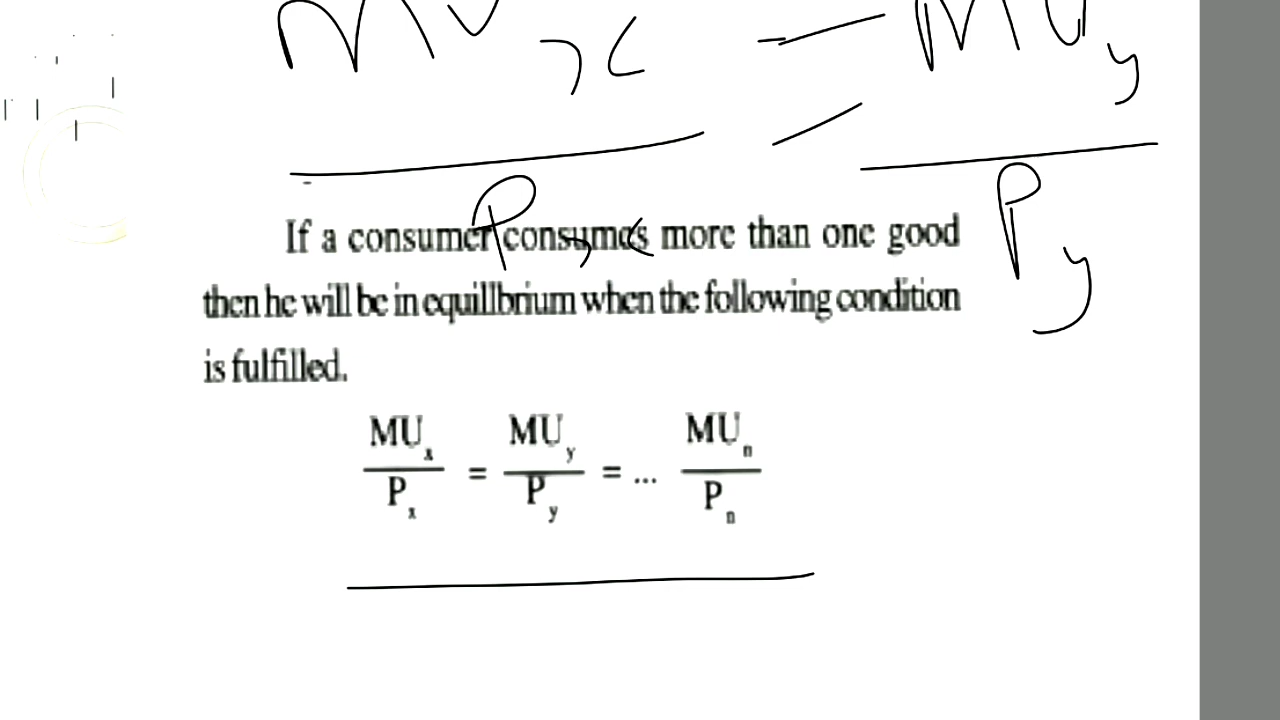 MUx = MUy
Px Py
If a consumer consumes more than one good
then he will be in equillbrium when the following condition
is fulfilled.
MUx / Px = MUy / Py = ... MUn / Pn